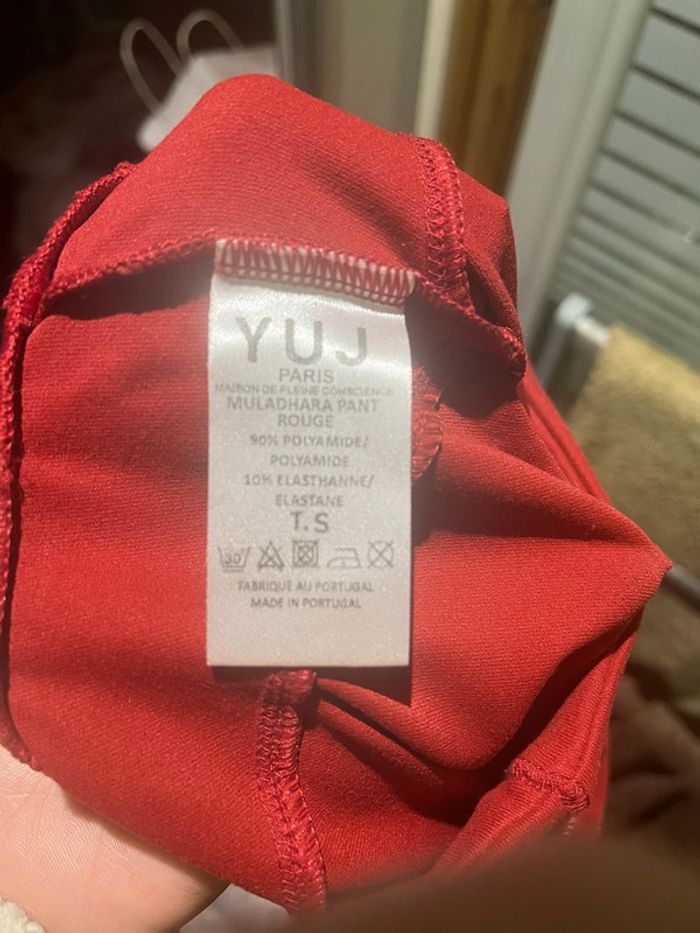 YUJ
PARIS
MAISON DE PLEINE CONSCIENCE
MULADHARA PANT
ROUGE
90% POLYAMIDE/
POLYAMIDE
10% ELASTHANNE/
ELASTANE
T.S
30°
FABRIQUÉ AU PORTUGAL
MADE IN PORTUGAL